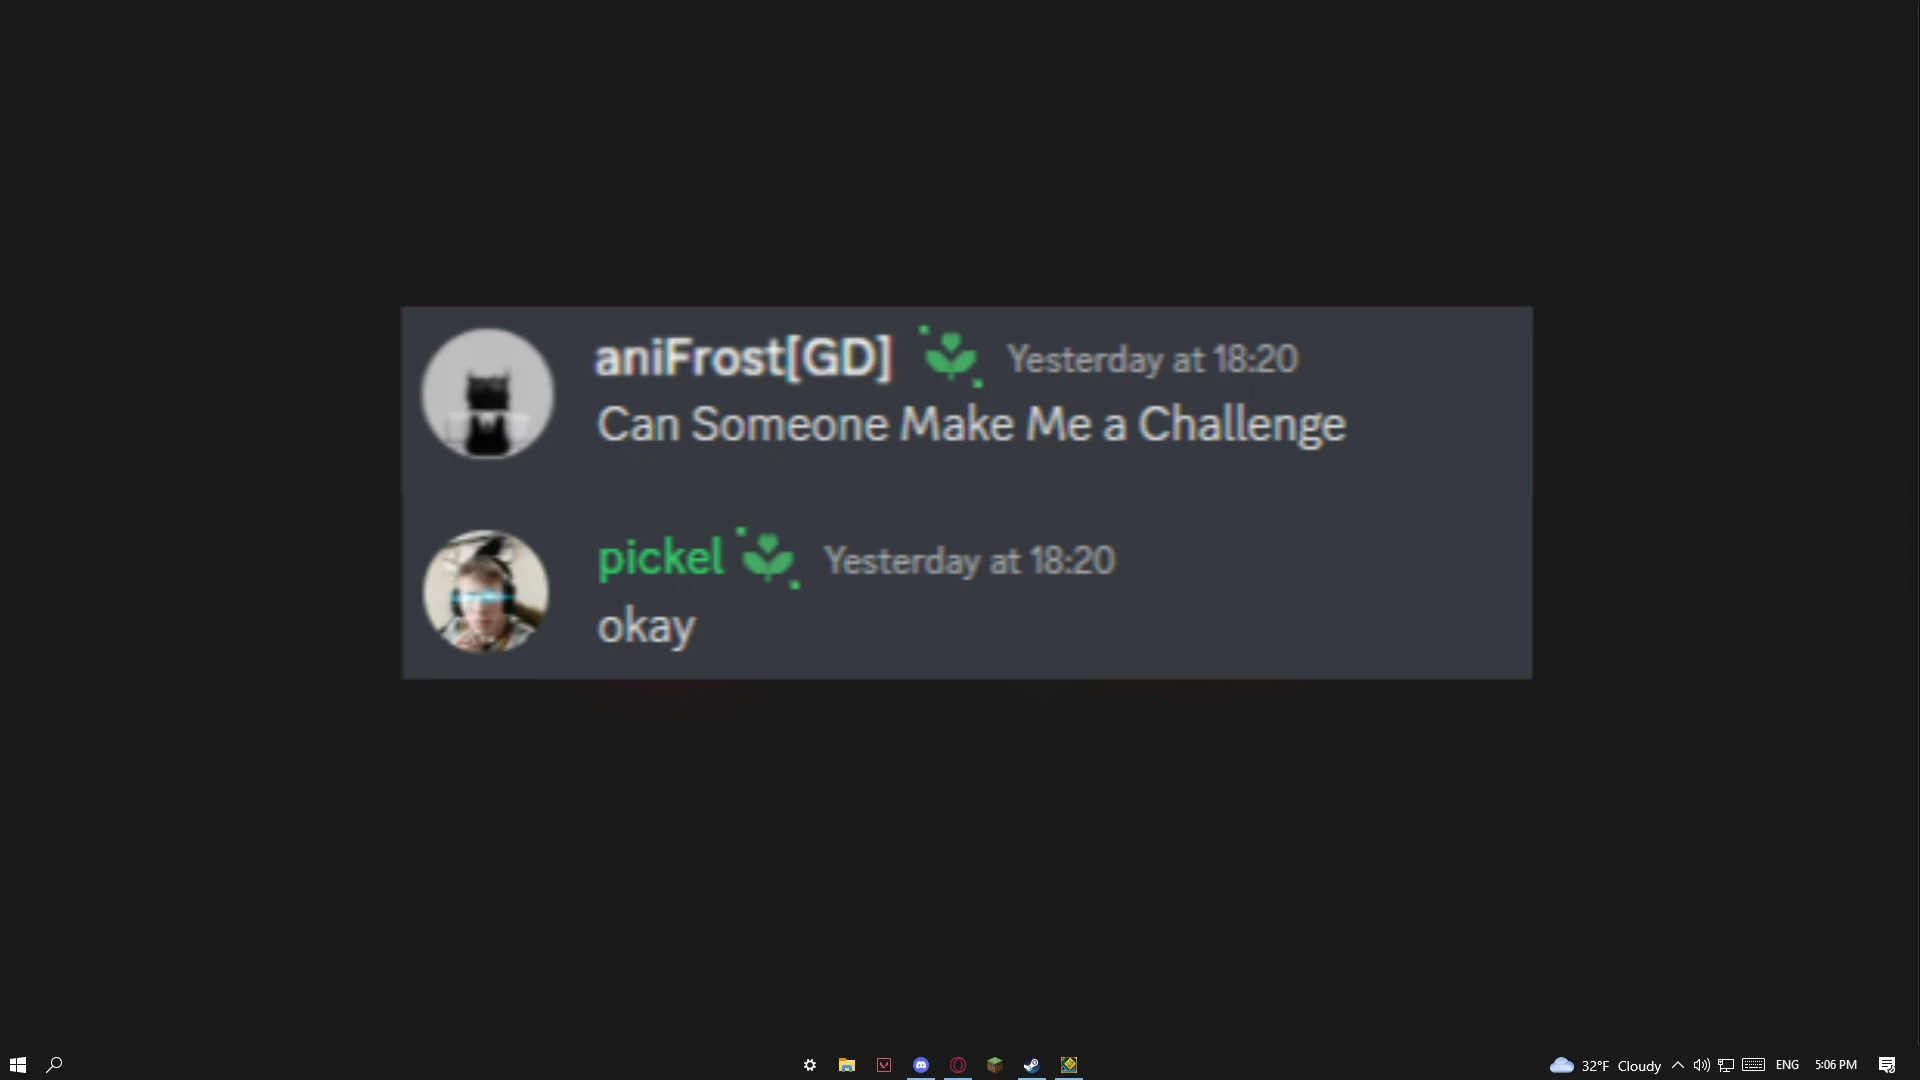 aniFrost[GD] Yesterday at 18:20
Can Someone Make Me a Challenge
pickel Yesterday at 18:20
okay
32°F Cloudy ENG 5:06 PM